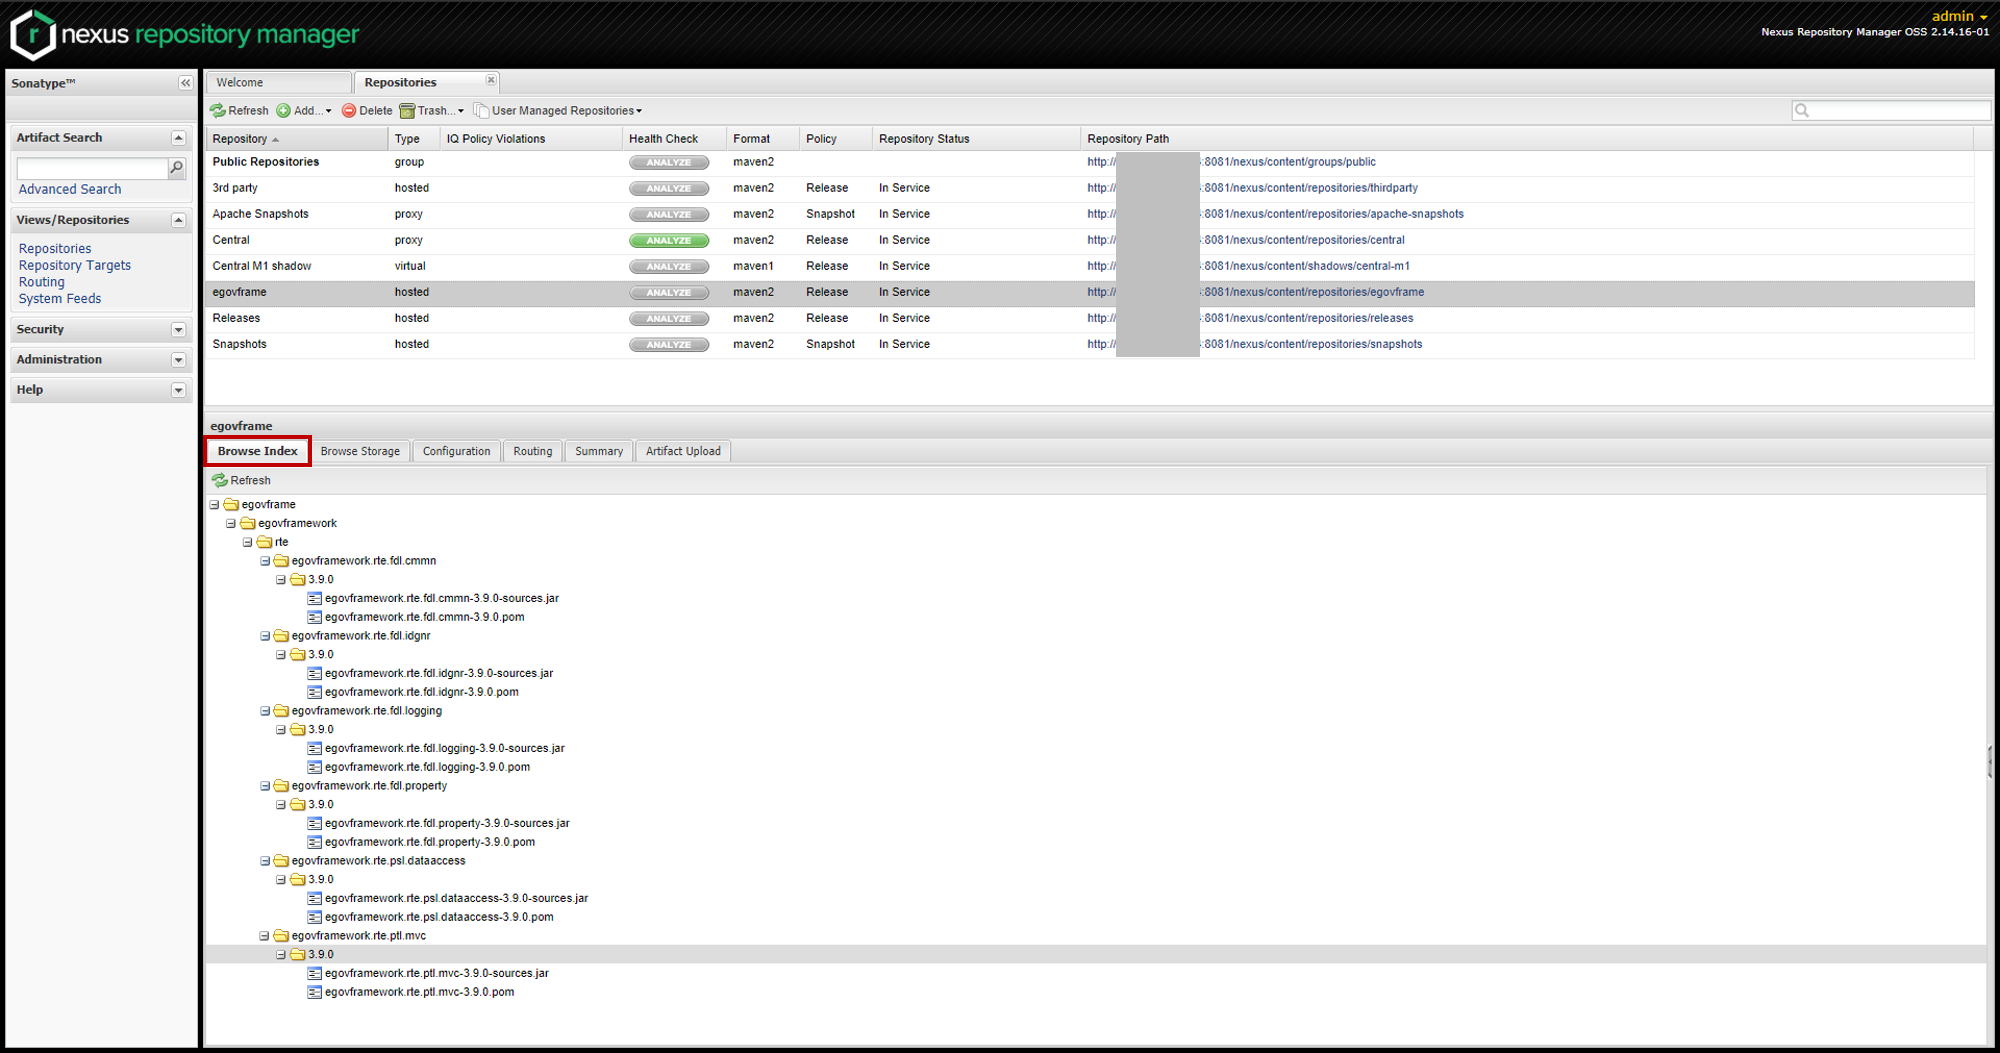 nexus repository manager
admin
Nexus Repository Manager OSS 2.14.16-01
Sonatype™
Artifact Search
Advanced Search
Views/Repositories
Repositories
Repository Targets
Routing
System Feeds
Security
Administration
Help
Welcome
Repositories
Refresh Add... Delete Trash... User Managed Repositories
Repository Type IQ Policy Violations Health Check Format Policy Repository Status Repository Path
Public Repositories group ANALYZE maven2 http:// :8081/nexus/content/groups/public
3rd party hosted ANALYZE maven2 Release In Service http:// :8081/nexus/content/repositories/thirdparty
Apache Snapshots proxy ANALYZE maven2 Snapshot In Service http:// :8081/nexus/content/repositories/apache-snapshots
Central proxy ANALYZE maven2 Release In Service http:// :8081/nexus/content/repositories/central
Central M1 shadow virtual ANALYZE maven1 Release In Service http:// :8081/nexus/content/shadows/central-m1
egovframe hosted ANALYZE maven2 Release In Service http:// :8081/nexus/content/repositories/egovframe
Releases hosted ANALYZE maven2 Release In Service http:// :8081/nexus/content/repositories/releases
Snapshots hosted ANALYZE maven2 Snapshot In Service http:// :8081/nexus/content/repositories/snapshots
egovframe
Browse Index Browse Storage Configuration Routing Summary Artifact Upload
Refresh
egovframe
egovframework
rte
egovframework.rte.fdl.cmmn
3.9.0
egovframework.rte.fdl.cmmn-3.9.0-sources.jar
egovframework.rte.fdl.cmmn-3.9.0.pom
egovframework.rte.fdl.idgnr
3.9.0
egovframework.rte.fdl.idgnr-3.9.0-sources.jar
egovframework.rte.fdl.idgnr-3.9.0.pom
egovframework.rte.fdl.logging
3.9.0
egovframework.rte.fdl.logging-3.9.0-sources.jar
egovframework.rte.fdl.logging-3.9.0.pom
egovframework.rte.fdl.property
3.9.0
egovframework.rte.fdl.property-3.9.0-sources.jar
egovframework.rte.fdl.property-3.9.0.pom
egovframework.rte.psl.dataaccess
3.9.0
egovframework.rte.psl.dataaccess-3.9.0-sources.jar
egovframework.rte.psl.dataaccess-3.9.0.pom
egovframework.rte.ptl.mvc
3.9.0
egovframework.rte.ptl.mvc-3.9.0-sources.jar
egovframework.rte.ptl.mvc-3.9.0.pom